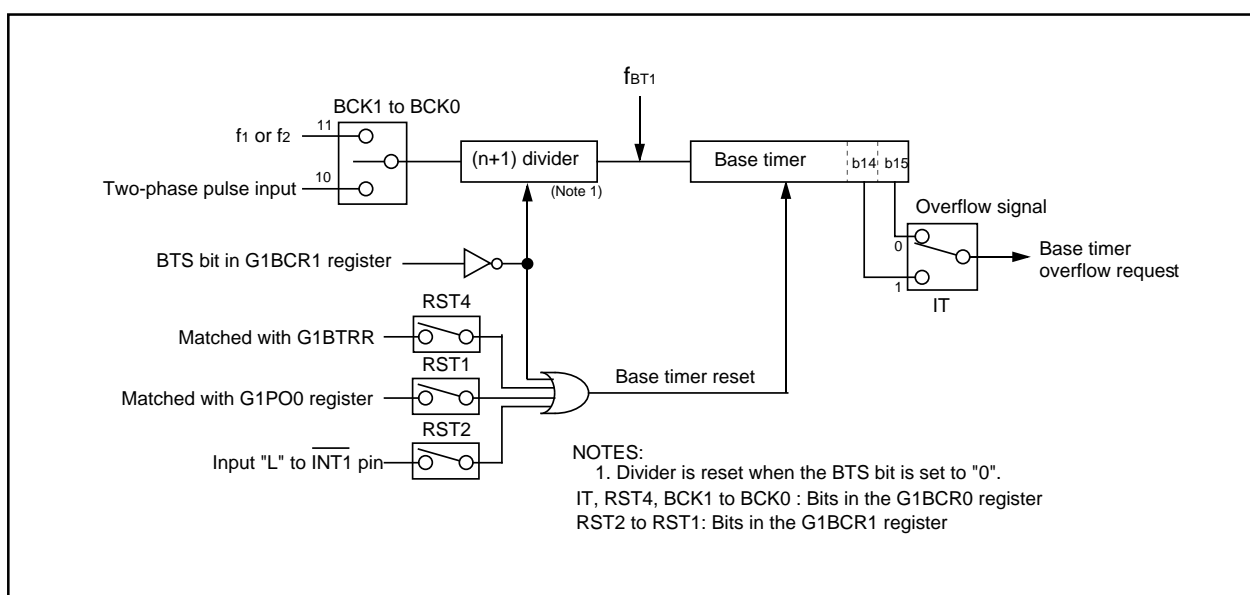 fBT1
BCK1 to BCK0
f1 or f2
11
(n+1) divider
(Note 1)
Base timer
b14
b15
Two-phase pulse input
10
Overflow signal
0
Base timer
overflow request
BTS bit in G1BCR1 register
1
IT
RST4
Matched with G1BTRR
RST1
Base timer reset
Matched with G1PO0 register
RST2
Input "L" to INT1 pin
NOTES:
1. Divider is reset when the BTS bit is set to "0".
IT, RST4, BCK1 to BCK0 : Bits in the G1BCR0 register
RST2 to RST1: Bits in the G1BCR1 register